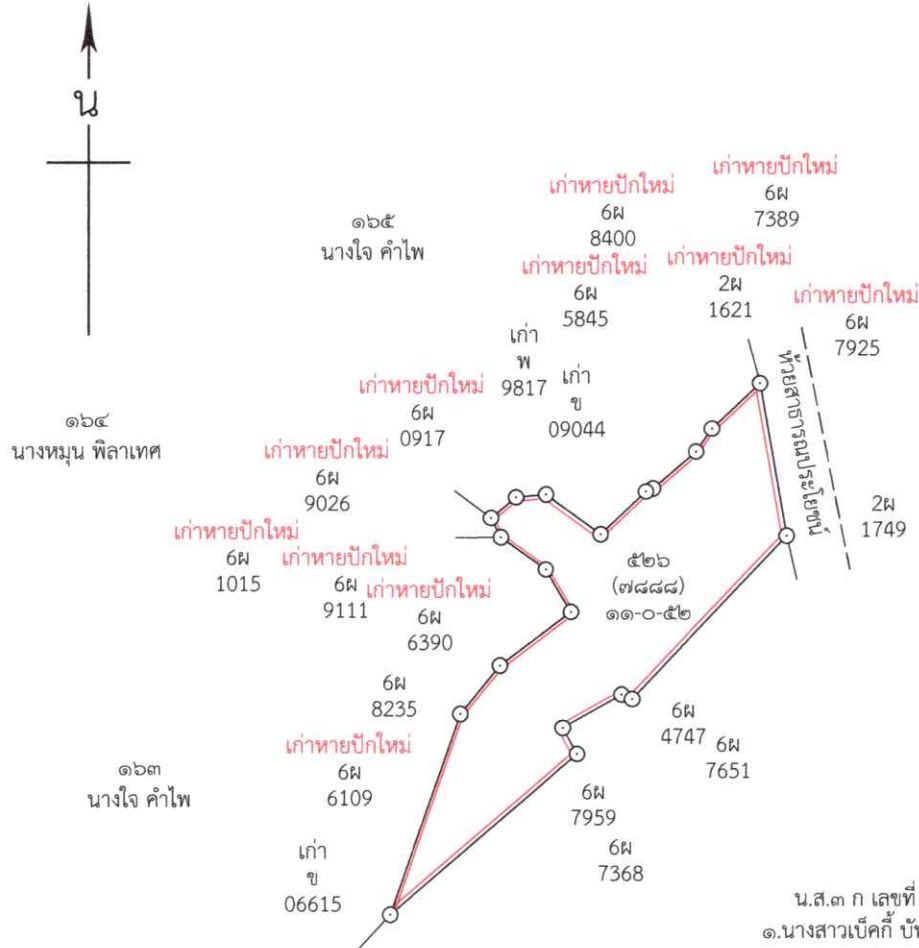 น
เก่าหายปักใหม่
6ผ
7389
เก่าหายปักใหม่
6ผ
8400
๑๖๕
นางใจ คำไพ
เก่าหายปักใหม่
2ผ
1621
เก่าหายปักใหม่
6ผ
5845
เก่าหายปักใหม่
6ผ
7925
เก่า
พ
9817
เก่า
ข
09044
ห้วยสาธารณประโยชน์
เก่าหายปักใหม่
6ผ
0917
๑๖๔
นางหมุน พิลาเทศ
เก่าหายปักใหม่
6ผ
9026
2ผ
1749
เก่าหายปักใหม่
6ผ
1015
เก่าหายปักใหม่
6ผ
9111
เก่าหายปักใหม่
6ผ
6390
๕๒๖
(๗๘๘๘)
๑๑-๐-๕๒
6ผ
8235
6ผ
4747
6ผ
7651
เก่าหายปักใหม่
6ผ
6109
๑๖๓
นางใจ คำไพ
6ผ
7959
6ผ
7368
เก่า
ข
06615
น.ส.๓ ก เลขที่
๑.นางสาวเบ็คกี้